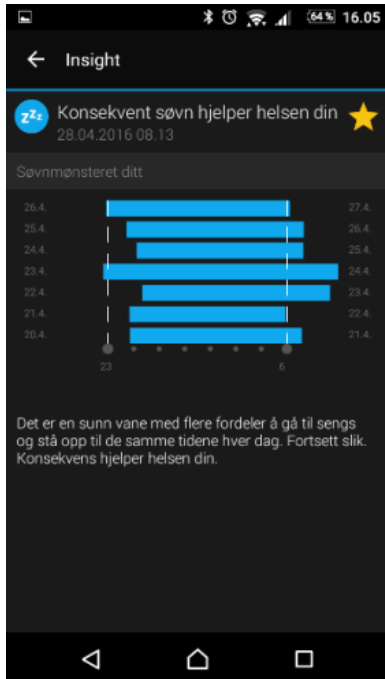 64% 16.05
Insight
zzz Konsekvent søvn hjelper helsen din
28.04.2016 08.13
Søvnmønsteret ditt
26.4. 27.4.
25.4. 26.4.
24.4. 25.4.
23.4. 24.4.
22.4. 23.4.
21.4. 22.4.
20.4. 21.4.
23 6
Det er en sunn vane med flere fordeler å gå til sengs
og stå opp til de samme tidene hver dag. Fortsett slik.
Konsekvens hjelper helsen din.